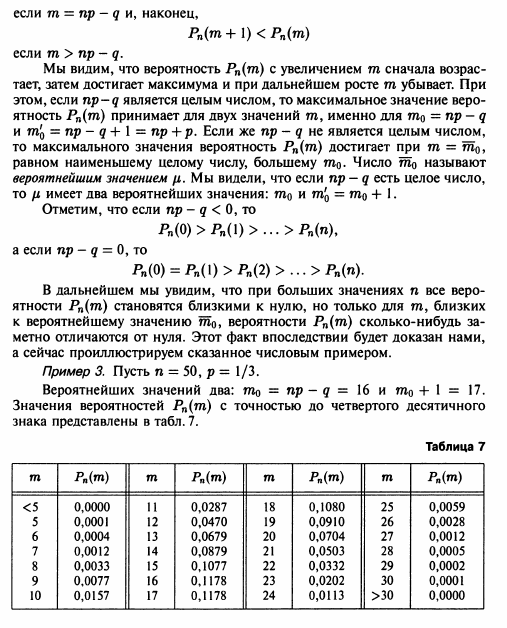 если m = np − q и, наконец,
P_n(m + 1) < P_n(m)
если m > np − q.
Мы видим, что вероятность P_n(m) с увеличением m сначала возрас-
тает, затем достигает максимума и при дальнейшем росте m убывает. При
этом, если np−q является целым числом, то максимальное значение веро-
ятность P_n(m) принимает для двух значений m, именно для m_0 = np − q
и m′_0 = np − q + 1 = np + p. Если же np − q не является целым числом,
то максимального значения вероятность P_n(m) достигает при m = m̅_0,
равном наименьшему целому числу, большему m_0. Число m̅_0 называют
вероятнейшим значением μ. Мы видели, что если np − q есть целое число,
то μ имеет два вероятнейших значения: m_0 и m′_0 = m_0 + 1.
Отметим, что если np − q < 0, то
P_n(0) > P_n(1) > ... > P_n(n),
а если np − q = 0, то
P_n(0) = P_n(1) > P_n(2) > ... > P_n(n).
В дальнейшем мы увидим, что при больших значениях n все веро-
ятности P_n(m) становятся близкими к нулю, но только для m, близких
к вероятнейшему значению m̅_0, вероятности P_n(m) сколько-нибудь за-
метно отличаются от нуля. Этот факт впоследствии будет доказан нами,
а сейчас проиллюстрируем сказанное числовым примером.
Пример 3. Пусть n = 50, p = 1/3.
Вероятнейших значений два: m_0 = np − q = 16 и m_0 + 1 = 17.
Значения вероятностей P_n(m) с точностью до четвертого десятичного
знака представлены в табл. 7.
Таблица 7
m P_n(m) m P_n(m) m P_n(m) m P_n(m)
<5 0,0000 11 0,0287 18 0,1080 25 0,0059
5 0,0001 12 0,0470 19 0,0910 26 0,0028
6 0,0004 13 0,0679 20 0,0704 27 0,0012
7 0,0012 14 0,0879 21 0,0503 28 0,0005
8 0,0033 15 0,1077 22 0,0332 29 0,0002
9 0,0077 16 0,1178 23 0,0202 30 0,0001
10 0,0157 17 0,1178 24 0,0113 >30 0,0000